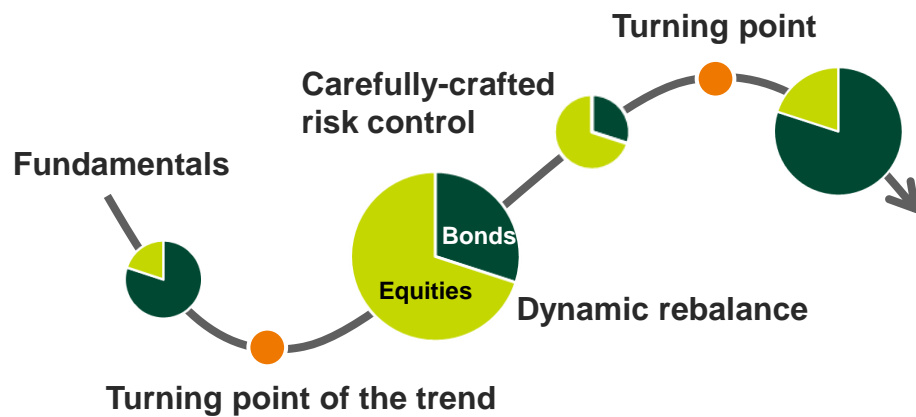 Turning point
Carefully-crafted
risk control
Fundamentals
Bonds
Equities
Dynamic rebalance
Turning point of the trend